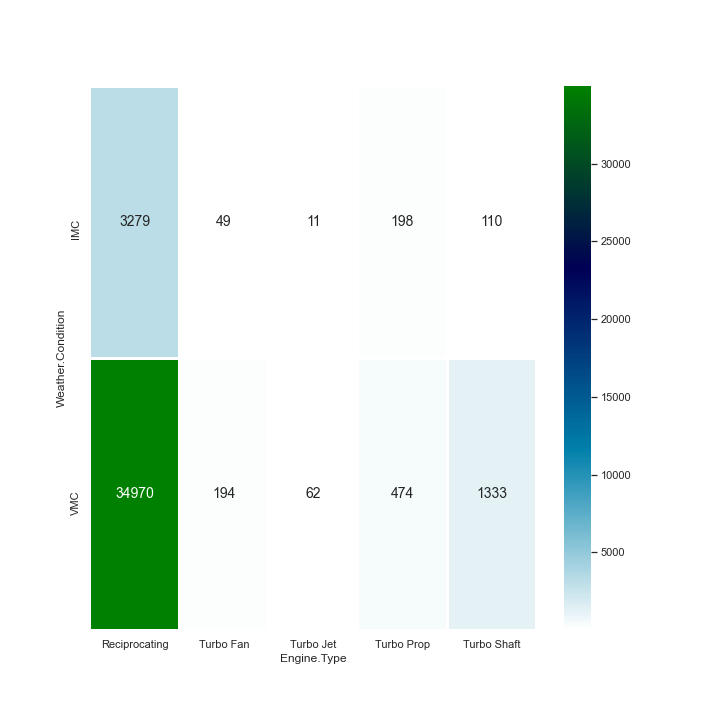 30000
25000
20000
15000
10000
5000
Weather.Condition
IMC
3279 49 11 198 110
VMC
34970 194 62 474 1333
Reciprocating Turbo Fan Turbo Jet Turbo Prop Turbo Shaft
Engine.Type